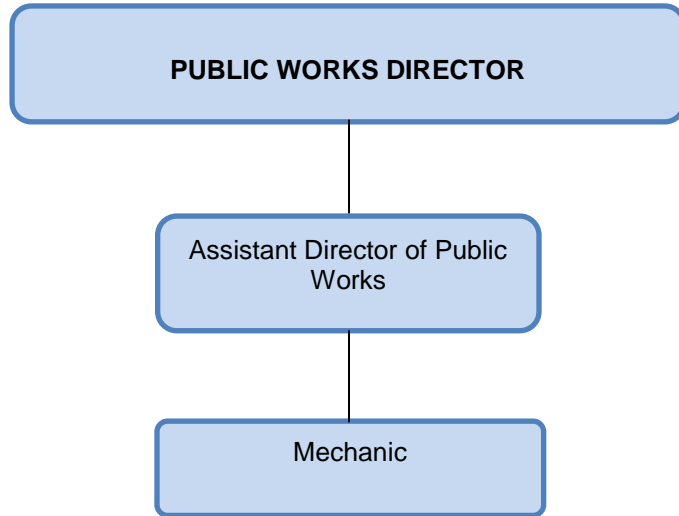 PUBLIC WORKS DIRECTOR
Assistant Director of Public
Works
Mechanic